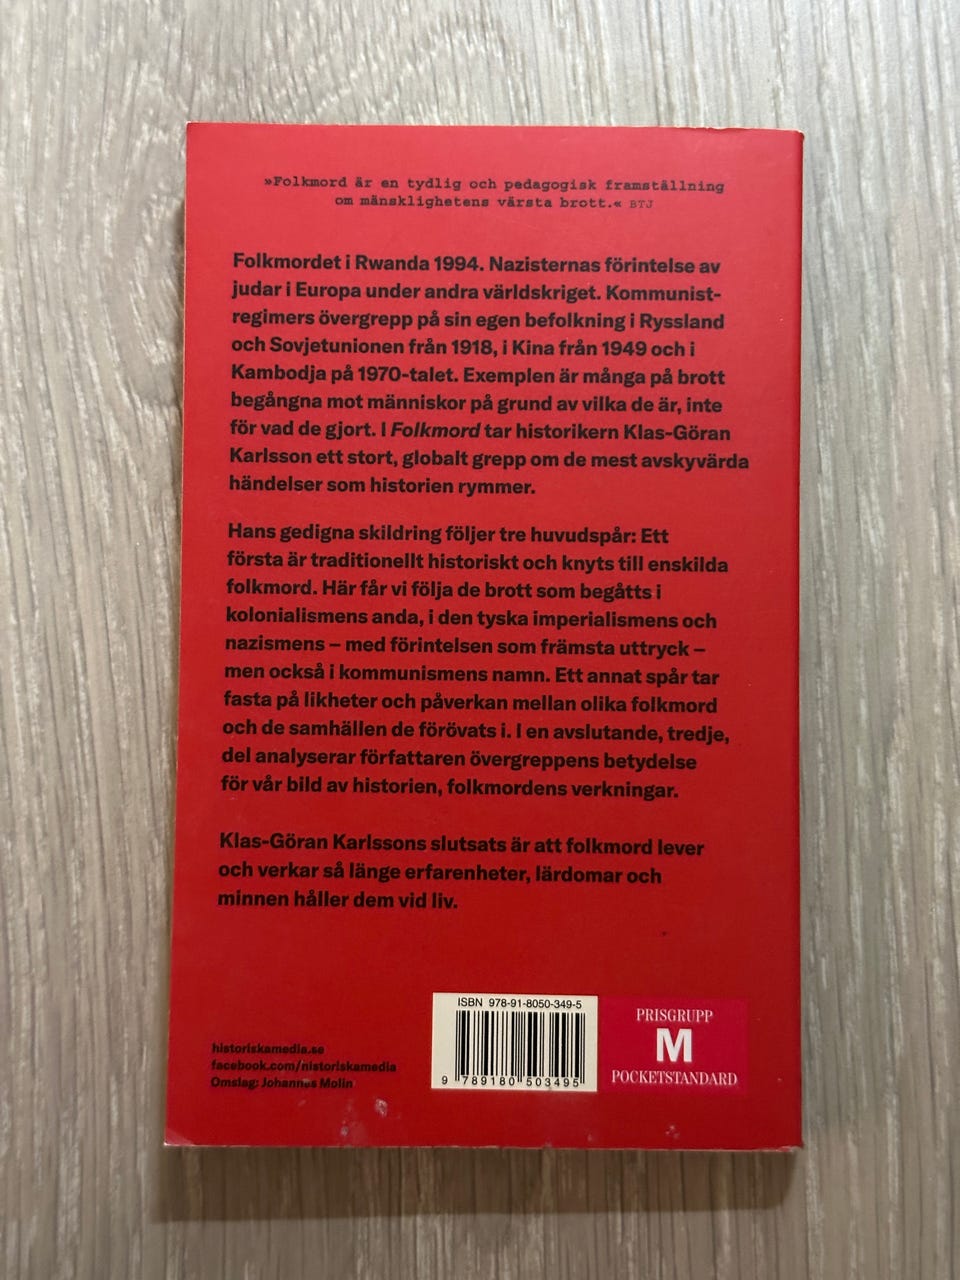 »Folkmord är en tydlig och pedagogisk framställning
om mänsklighetens värsta brott.« BTJ
Folkmordet i Rwanda 1994. Nazisternas förintelse av
judar i Europa under andra världskriget. Kommunist-
regimers övergrepp på sin egen befolkning i Ryssland
och Sovjetunionen från 1918, i Kina från 1949 och i
Kambodja på 1970-talet. Exemplen är många på brott
begångna mot människor på grund av vilka de är, inte
för vad de gjort. I Folkmord tar historikern Klas-Göran
Karlsson ett stort, globalt grepp om de mest avskyvärda
händelser som historien rymmer.
Hans gedigna skildring följer tre huvudspår: Ett
första är traditionellt historiskt och knyts till enskilda
folkmord. Här får vi följa de brott som begåtts i
kolonialismens anda, i den tyska imperialismens och
nazismens – med förintelsen som främsta uttryck –
men också i kommunismens namn. Ett annat spår tar
fasta på likheter och påverkan mellan olika folkmord
och de samhällen de förövats i. I en avslutande, tredje,
del analyserar författaren övergreppens betydelse
för vår bild av historien, folkmordens verkningar.
Klas-Göran Karlssons slutsats är att folkmord lever
och verkar så länge erfarenheter, lärdomar och
minnen håller dem vid liv.
historiskamedia.se
facebook.com/historiskamedia
Omslag: Johannes Molin
ISBN 978-91-8050-349-5
9 789180 503495
PRISGRUPP
M
POCKETSTANDARD